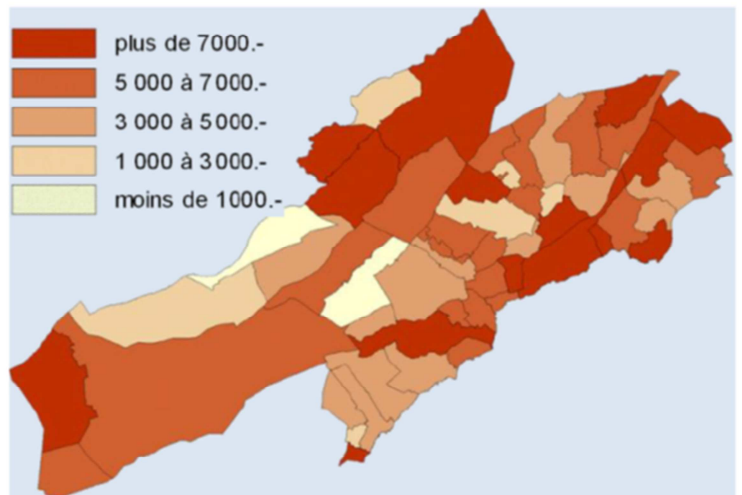 plus de 7000.-
5 000 à 7000.-
3 000 à 5000.-
1 000 à 3000.-
moins de 1000.-